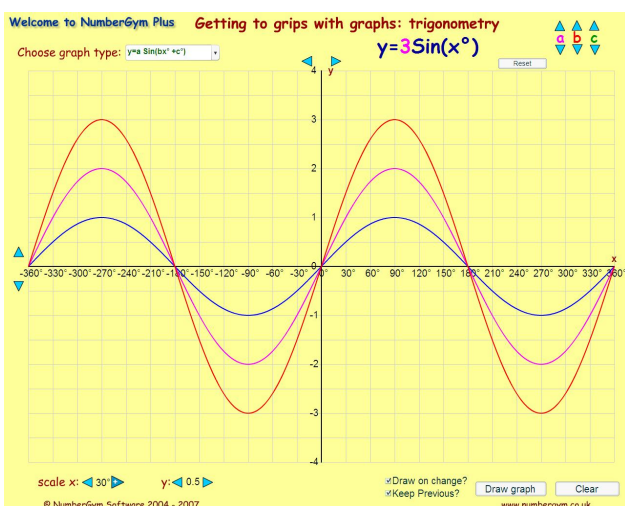 Welcome to NumberGym Plus
Getting to grips with graphs: trigonometry
a b c
Choose graph type: y=a Sin(bx° +c°)
y=3Sin(x°)
Reset
4
y
3
2
1
0
x
-360° -330° -300° -270° -240° -210° -180° -150° -120° -90° -60° -30° 0 30° 60° 90° 120° 150° 180° 210° 240° 270° 300° 330° 360°
-1
-2
-3
-4
scale x: 30° y: 0.5
Draw on change?
Keep Previous?
Draw graph
Clear
© NumberGym Software 2004 - 2007
www.numbergym.co.uk